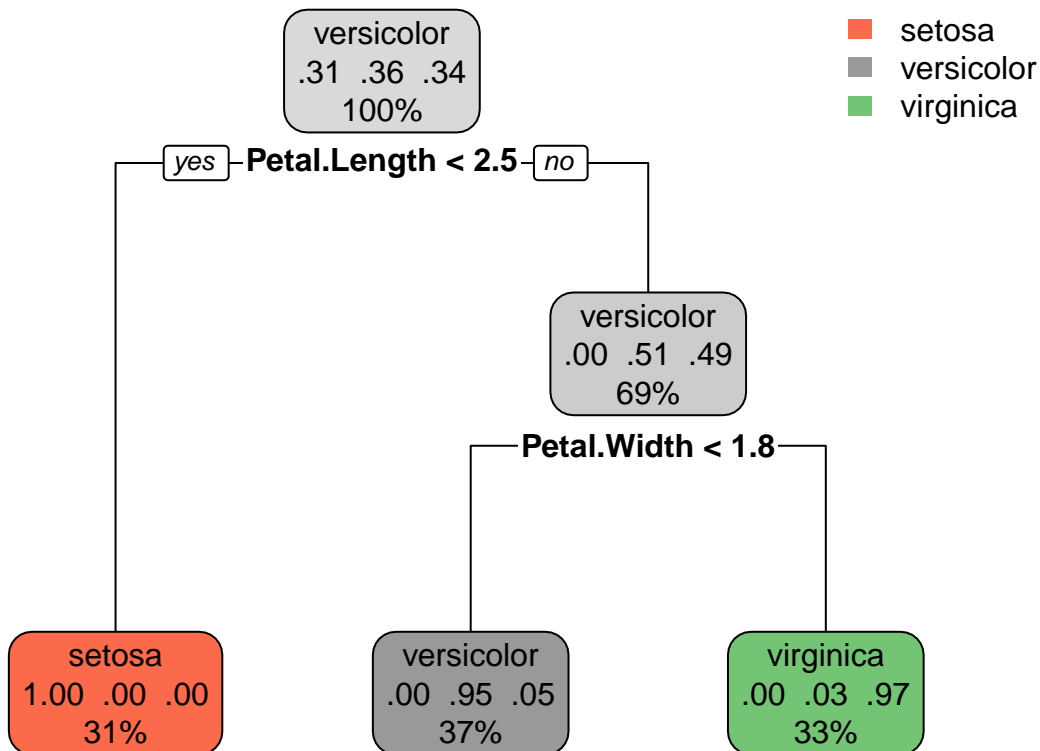 versicolor
.31 .36 .34
100%
setosa
versicolor
virginica
yes Petal.Length < 2.5 no
versicolor
.00 .51 .49
69%
Petal.Width < 1.8
setosa
1.00 .00 .00
31%
versicolor
.00 .95 .05
37%
virginica
.00 .03 .97
33%